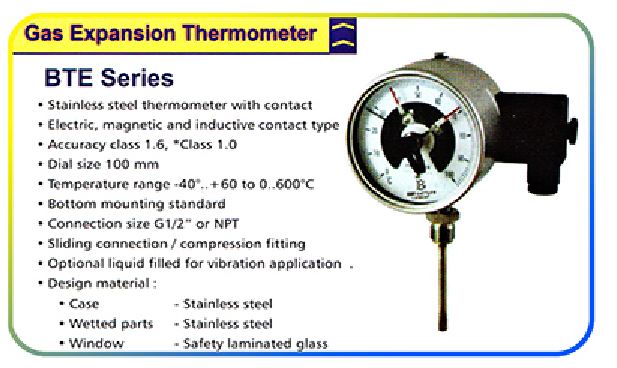 Gas Expansion Thermometer
BTE Series
• Stainless steel thermometer with contact
• Electric, magnetic and inductive contact type
• Accuracy class 1.6, *Class 1.0
• Dial size 100 mm
• Temperature range -40°..+60 to 0..600°C
• Bottom mounting standard
• Connection size G1/2" or NPT
• Sliding connection / compression fitting
• Optional liquid filled for vibration application .
• Design material :
• Case - Stainless steel
• Wetted parts - Stainless steel
• Window - Safety laminated glass